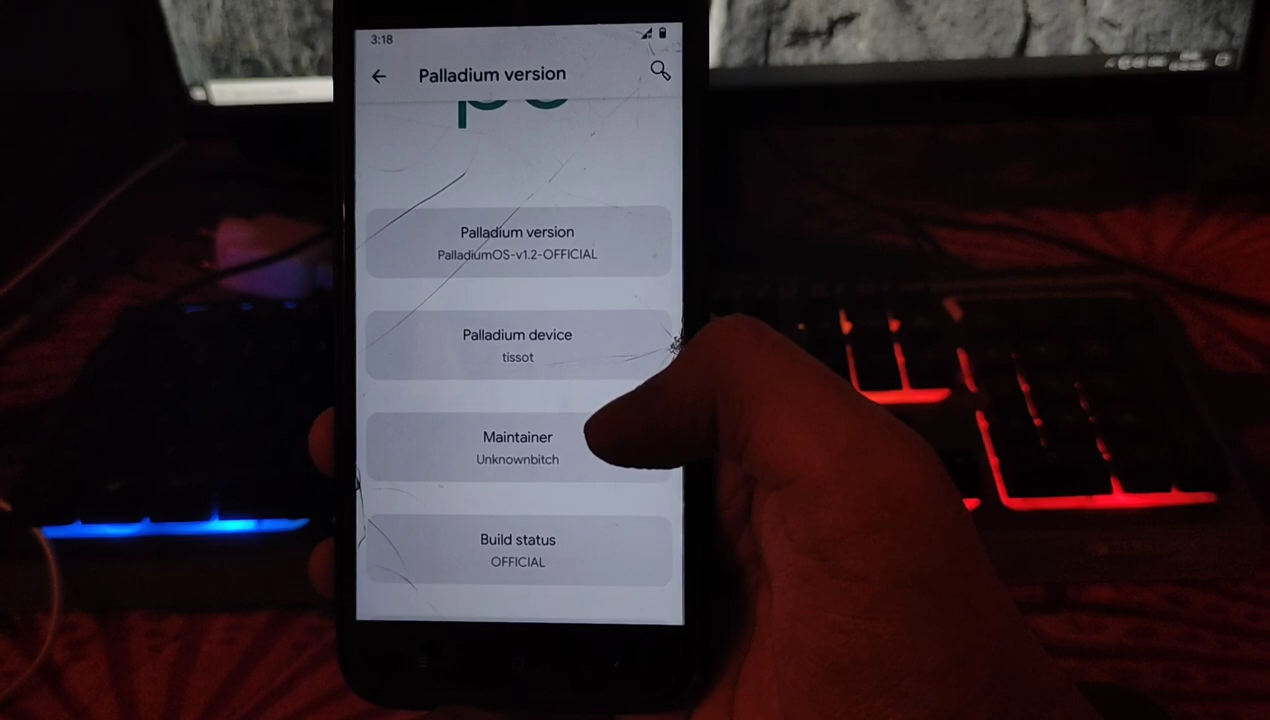 3:18
Palladium version
Palladium version
PalladiumOS-v1.2-OFFICIAL
Palladium device
tissot
Maintainer
Unknownbitch
Build status
OFFICIAL